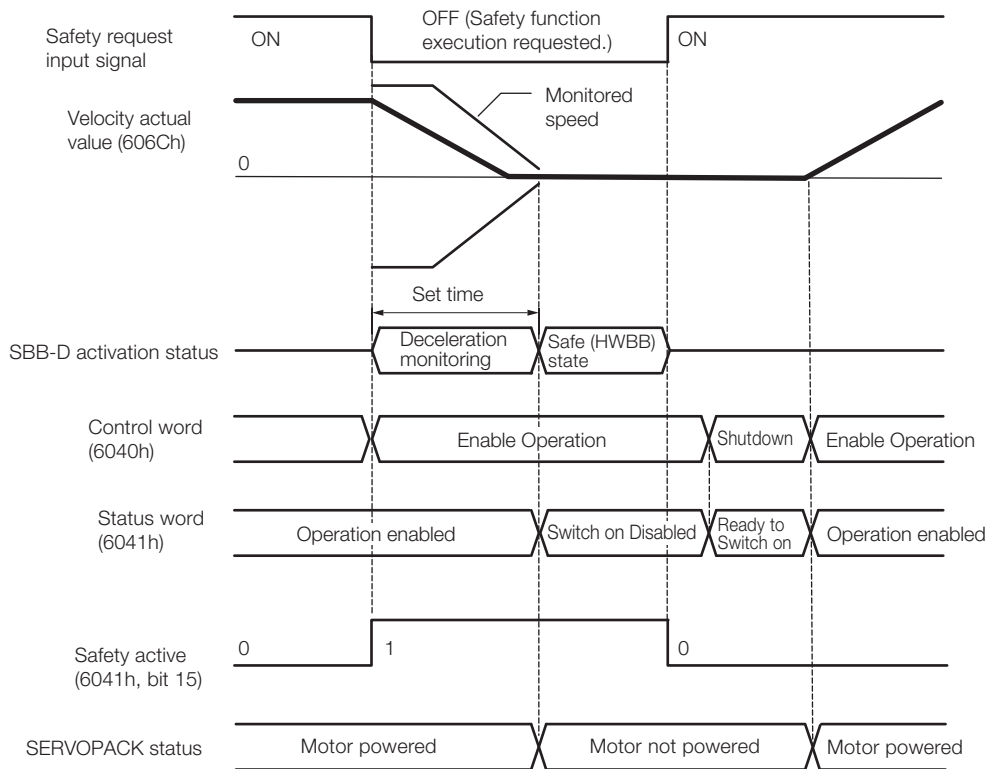 Safety request
input signal
ON
OFF (Safety function
execution requested.)
ON
Velocity actual
value (606Ch)
Monitored
speed
0
Set time
SBB-D activation status
Deceleration
monitoring
Safe (HWBB)
state
Control word
(6040h)
Enable Operation
Shutdown
Enable Operation
Status word
(6041h)
Operation enabled
Switch on Disabled
Ready to
Switch on
Operation enabled
Safety active
(6041h, bit 15)
0
1
0
SERVOPACK status
Motor powered
Motor not powered
Motor powered